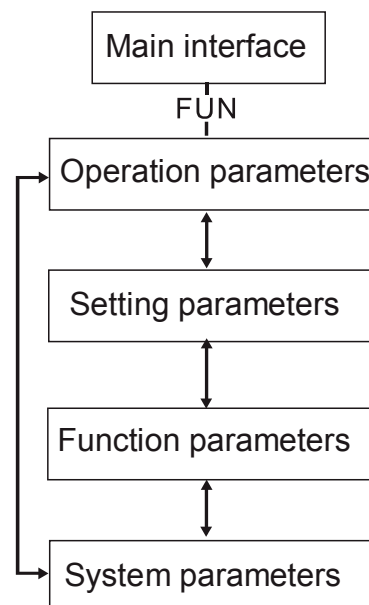 Main interface
FUN
Operation parameters
Setting parameters
Function parameters
System parameters